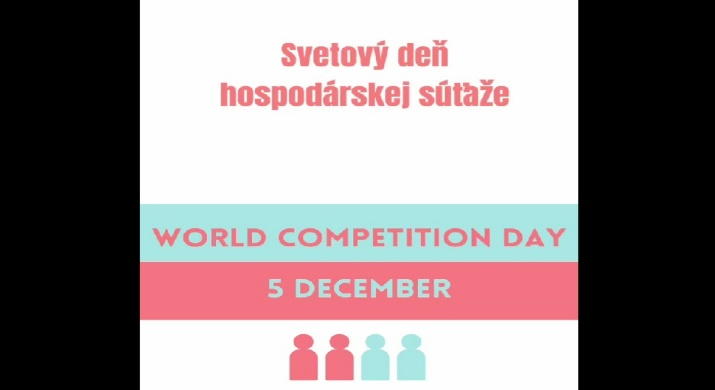 Svetový deň
hospodárskej súťaže
WORLD COMPETITION DAY
5 DECEMBER